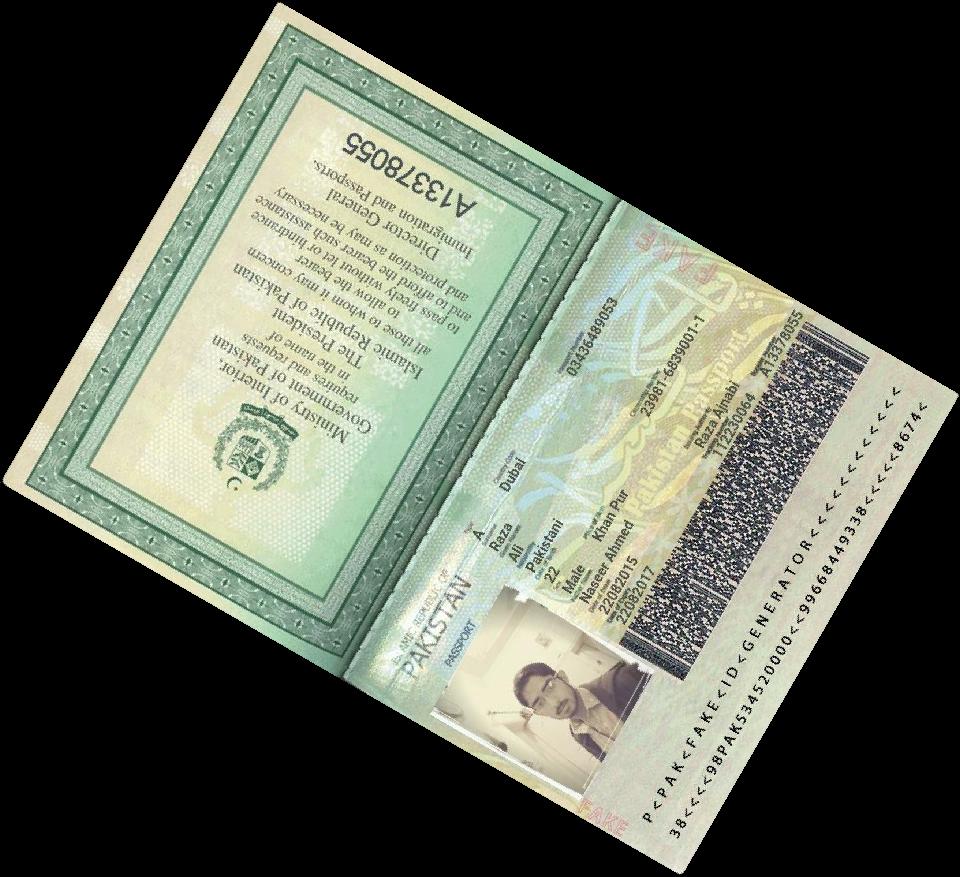 Ministry of Interior,
Government of Pakistan
requires and requests
in the name of
The President
Islamic Republic of Pakistan
all those to whom it may concern
to allow the bearer
to pass freely without let or hindrance
and to afford the bearer such assistance
and protection as may be necessary
Director General
Immigration and Passports.
A13378055
FAKE
ISLAMIC REPUBLIC OF
PAKISTAN
PASSPORT
A
Dubai
03436489053
Raza
Ali
Pakistani
22
23981-6839001-1
Male
Khan Pur
Naseer Ahmed
Raza Ajnabi
22082015
112230064
22082017
A13378055
Pakistan Passport
FAKE
P<PAK<FAKE<ID<GENERATOR<<<<<<<<<<<<<<<<
38<<<<<98PAK534520000<<<99668449338<<<<<<8674<